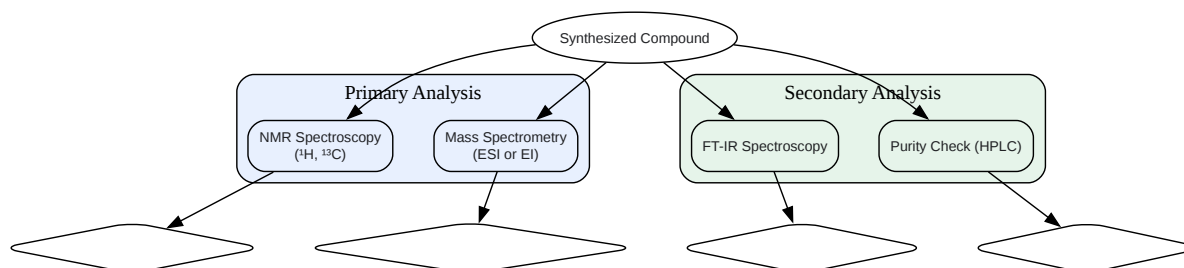 Synthesized Compound
Primary Analysis
Secondary Analysis
NMR Spectroscopy
(¹H, ¹³C)
Mass Spectrometry
(ESI or EI)
FT-IR Spectroscopy
Purity Check (HPLC)